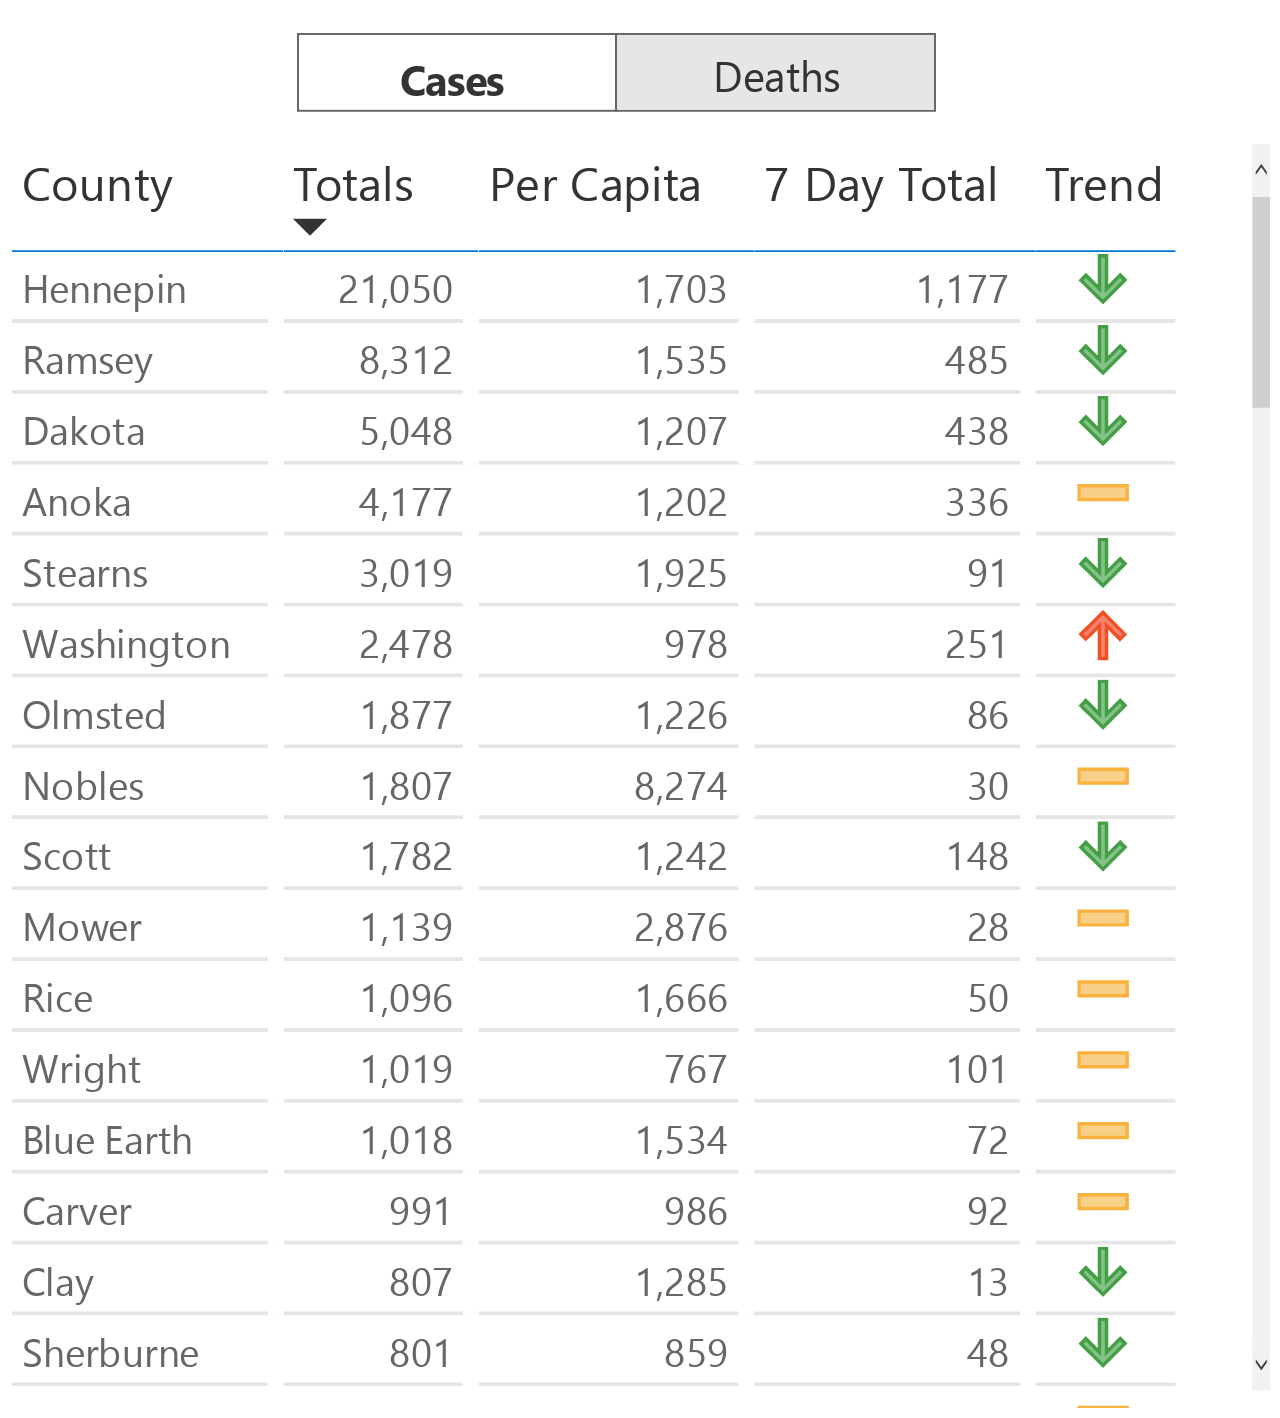 Cases Deaths
County Totals Per Capita 7 Day Total Trend
Hennepin 21,050 1,703 1,177
Ramsey 8,312 1,535 485
Dakota 5,048 1,207 438
Anoka 4,177 1,202 336
Stearns 3,019 1,925 91
Washington 2,478 978 251
Olmsted 1,877 1,226 86
Nobles 1,807 8,274 30
Scott 1,782 1,242 148
Mower 1,139 2,876 28
Rice 1,096 1,666 50
Wright 1,019 767 101
Blue Earth 1,018 1,534 72
Carver 991 986 92
Clay 807 1,285 13
Sherburne 801 859 48